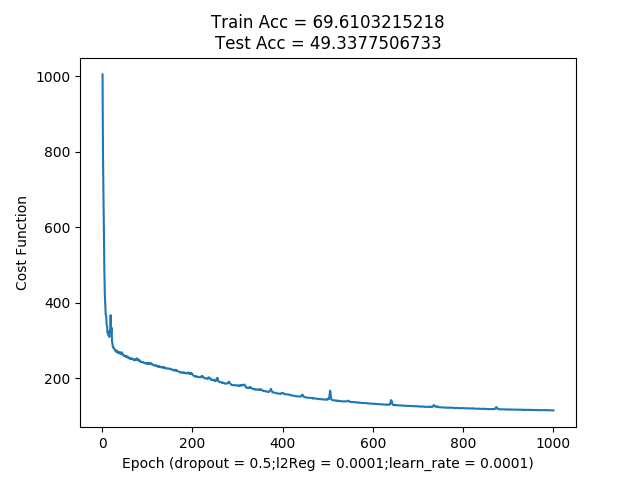 Train Acc = 69.6103215218
Test Acc = 49.3377506733
1000
800
600
400
200
Cost Function
0 200 400 600 800 1000
Epoch (dropout = 0.5;l2Reg = 0.0001;learn_rate = 0.0001)